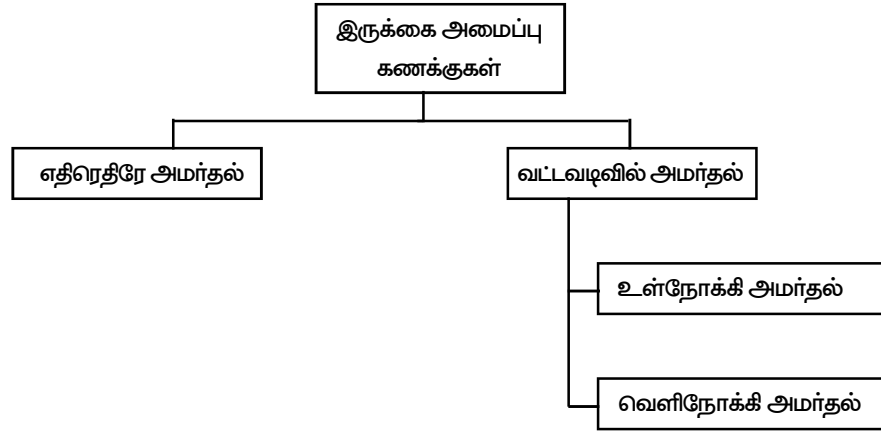 இருக்கை அமைப்பு
கணக்குகள்
எதிரெதிரே அமர்தல்
வட்டவடிவில் அமர்தல்
உள்நோக்கி அமர்தல்
வெளிநோக்கி அமர்தல்